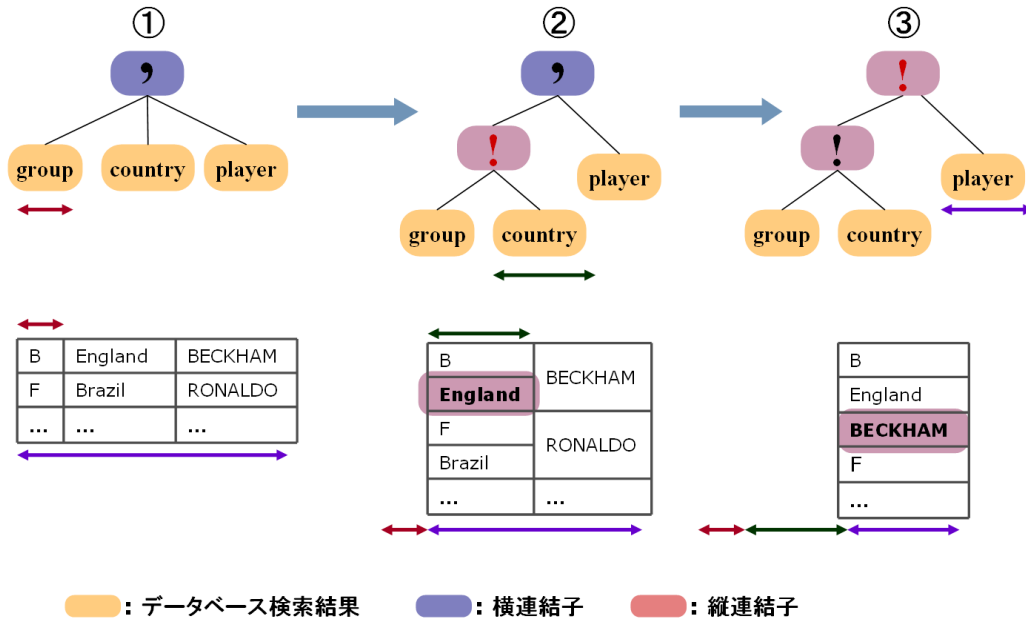 ① ② ③
, , !
! !
group country player
player player
group country group country
B England BECKHAM
F Brazil RONALDO
... ... ...
B
BECKHAM
England
F
RONALDO
Brazil
... ...
B
England
BECKHAM
F
...
: データベース検索結果 : 横連結子 : 縦連結子